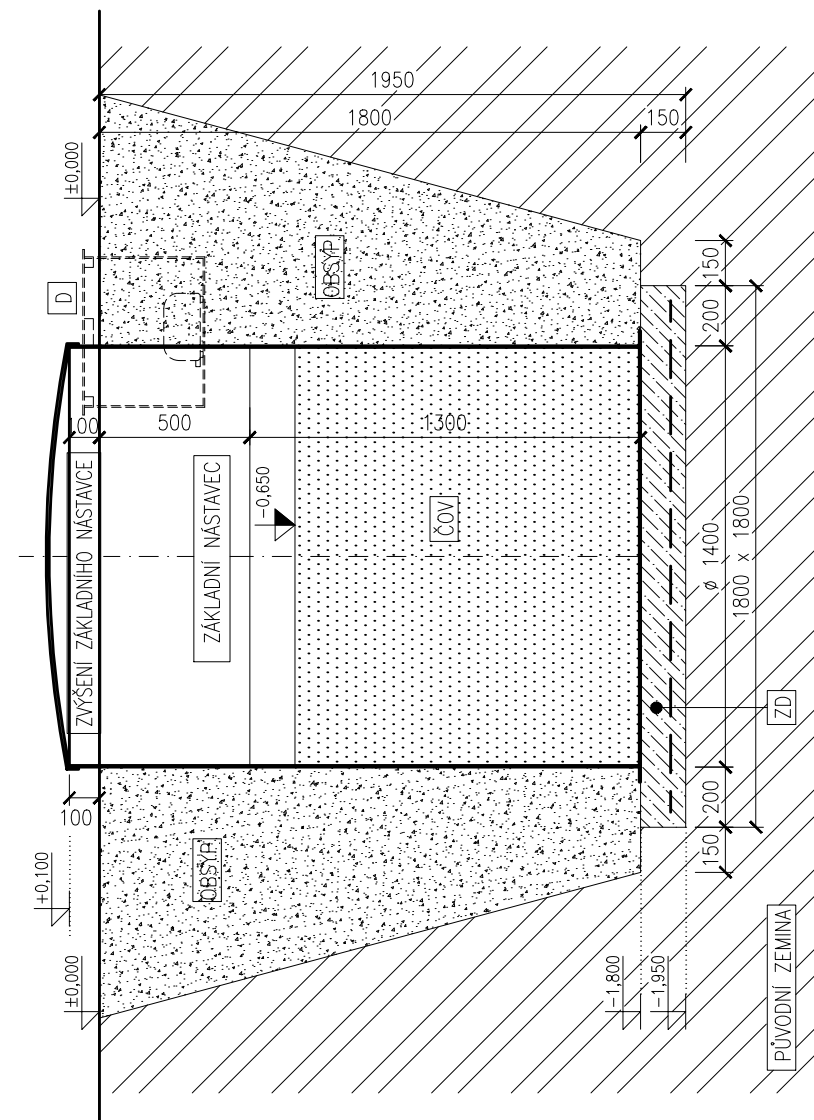 1950
1800
150
±0,000
D
OBSYP
150
200
100
500
1300
ZVÝŠENÍ ZÁKLADNÍHO NÁSTAVCE
ZÁKLADNÍ NÁSTAVEC
-0,650
ČOV
ø 1400
1800 x 1800
ZD
100
OBSYP
200
150
+0,100
±0,000
-1,800
-1,950
PŮVODNÍ ZEMINA